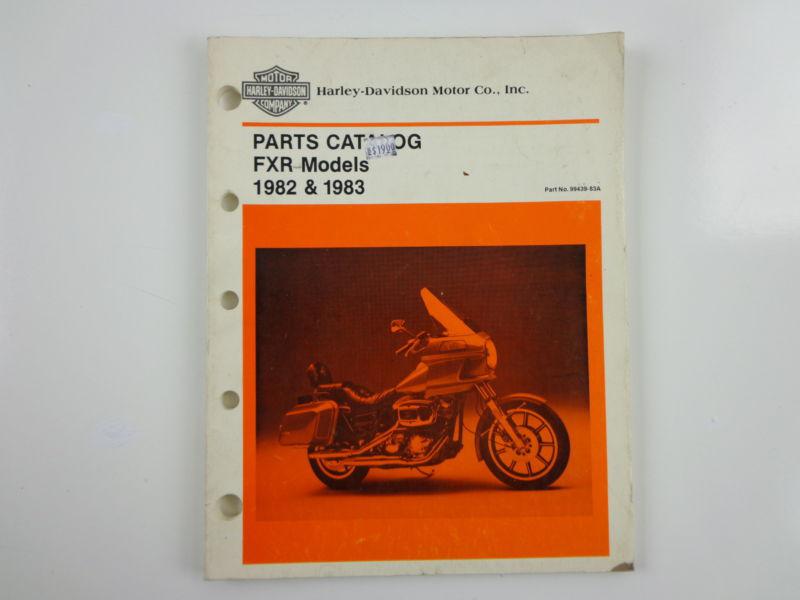 MOTOR
HARLEY-DAVIDSON
COMPANY
®
Harley-Davidson Motor Co., Inc.
PARTS CATALOG
FXR Models
1982 & 1983
Part No. 99439-83A